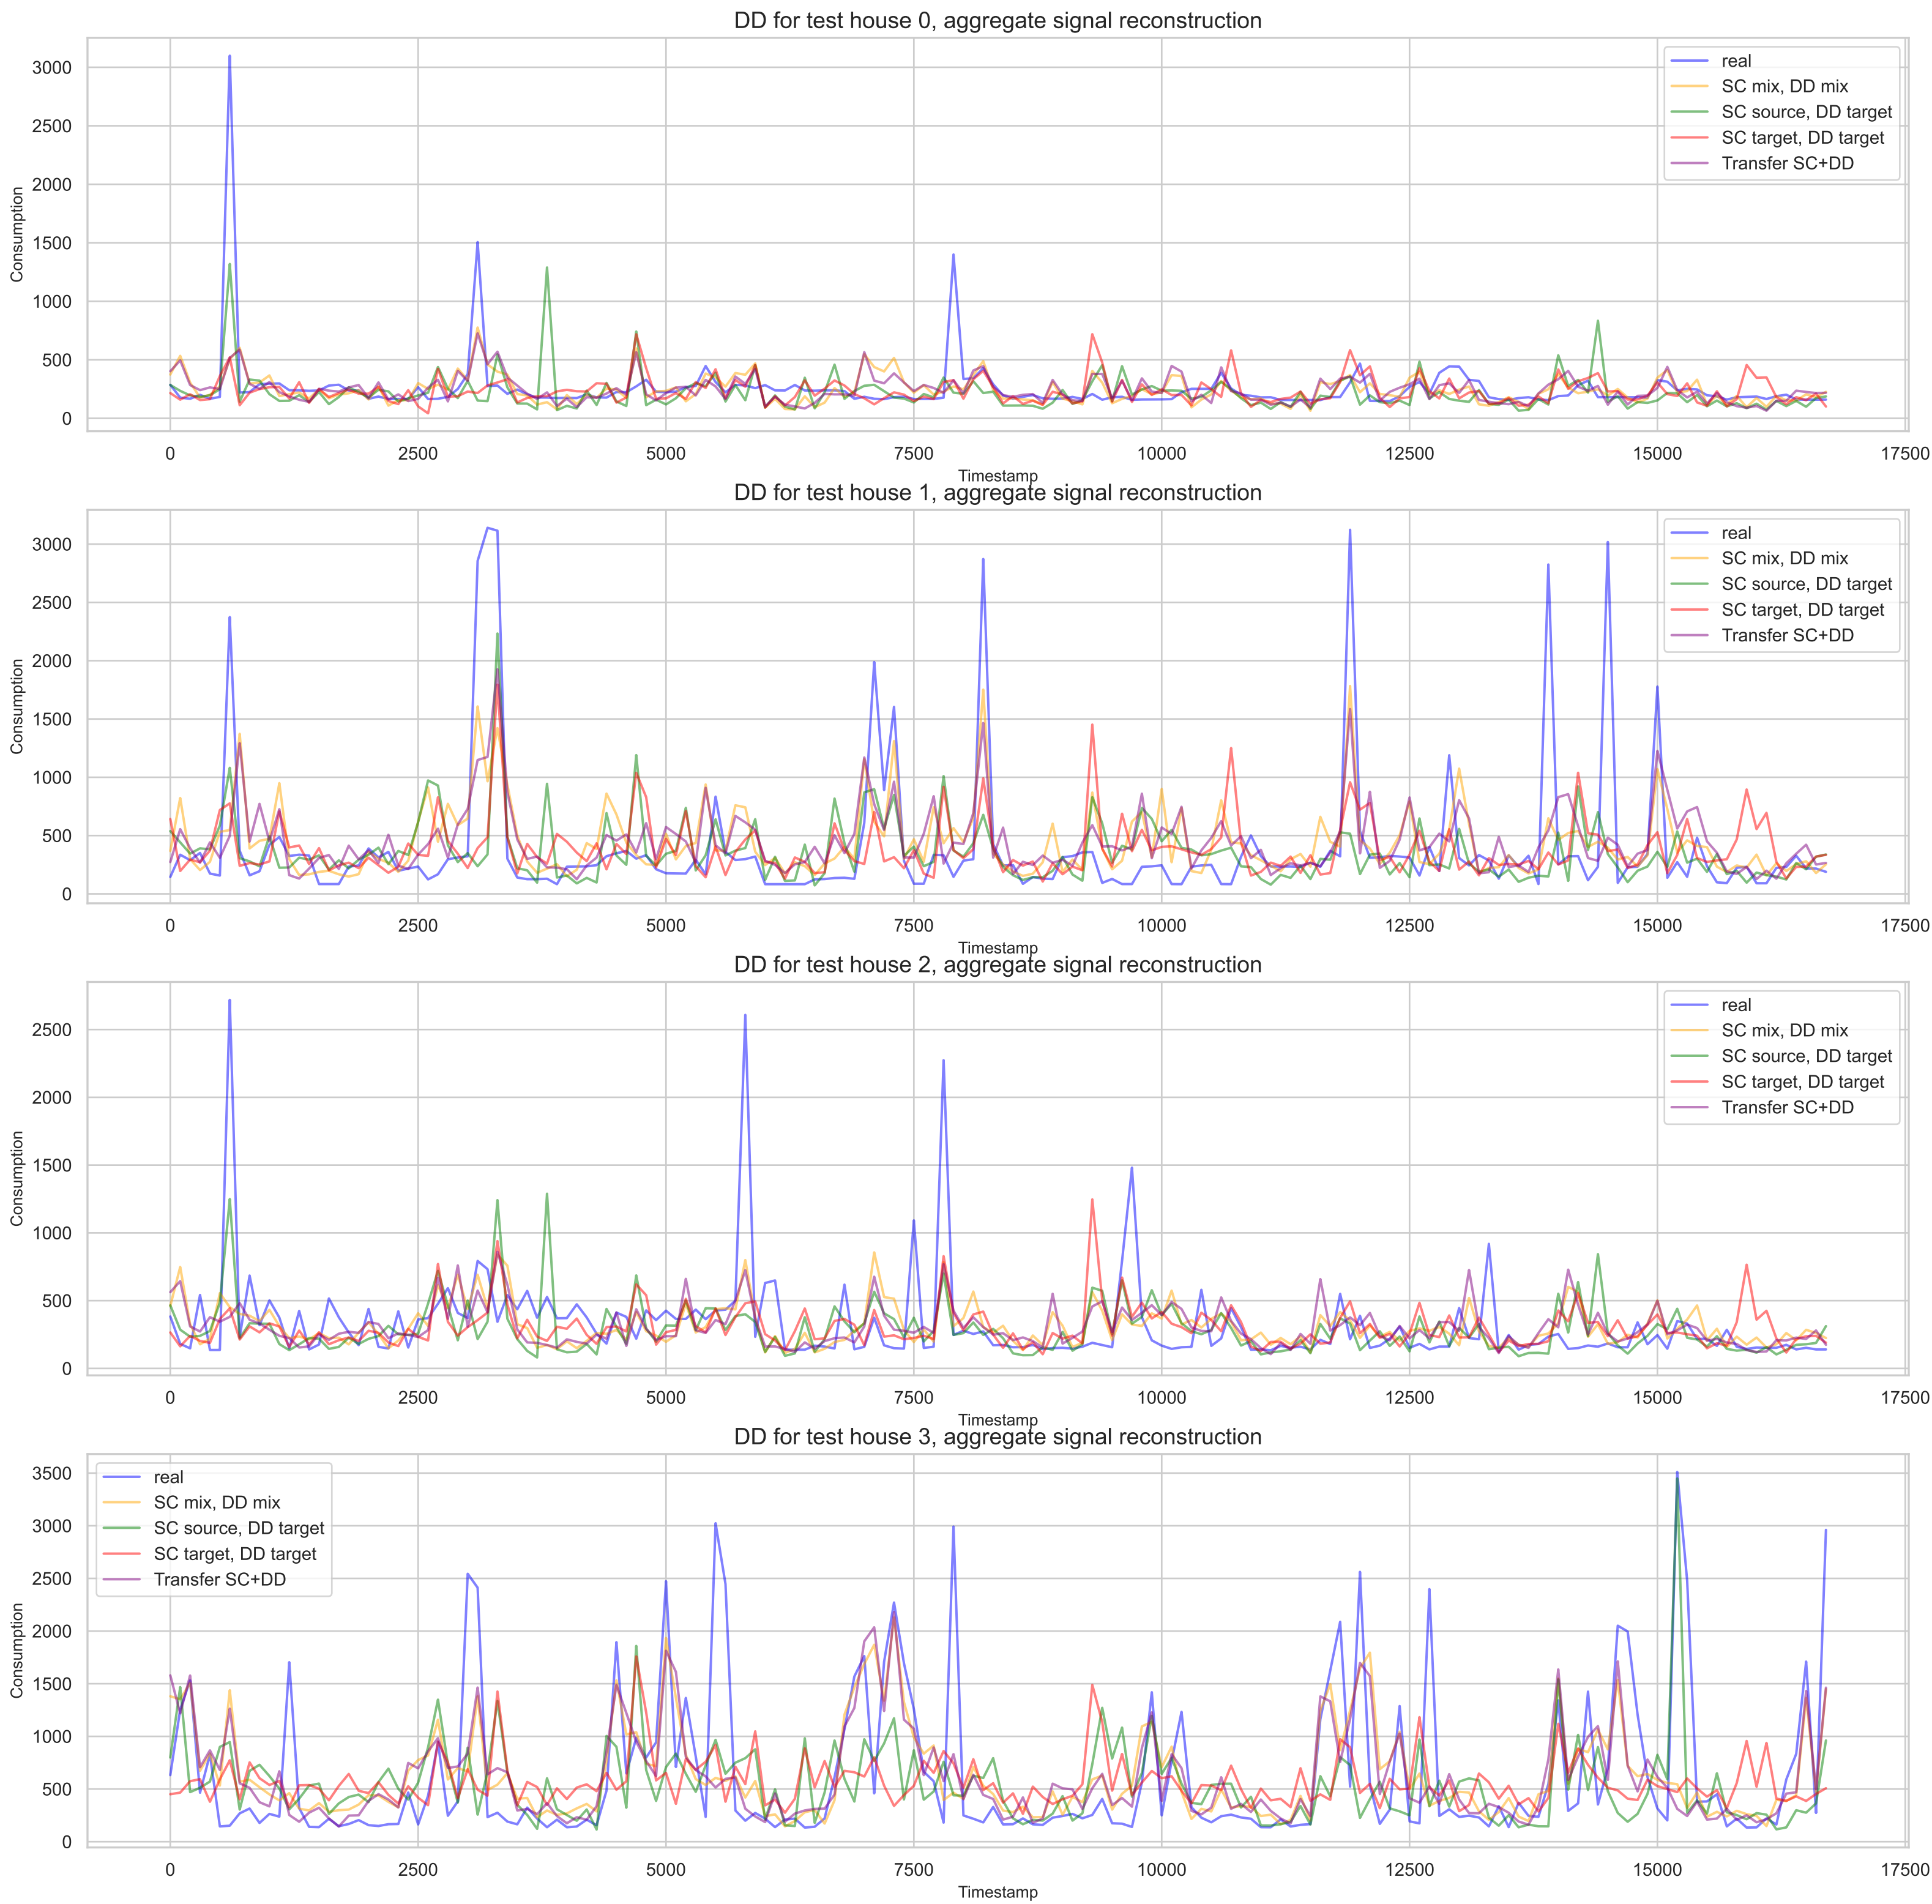 DD for test house 0, aggregate signal reconstruction
3000
2500
2000
1500
1000
500
0
Consumption
real
SC mix, DD mix
SC source, DD target
SC target, DD target
Transfer SC+DD
0 2500 5000 7500 10000 12500 15000 17500
Timestamp
DD for test house 1, aggregate signal reconstruction
3000
2500
2000
1500
1000
500
0
Consumption
real
SC mix, DD mix
SC source, DD target
SC target, DD target
Transfer SC+DD
0 2500 5000 7500 10000 12500 15000 17500
Timestamp
DD for test house 2, aggregate signal reconstruction
2500
2000
1500
1000
500
0
Consumption
real
SC mix, DD mix
SC source, DD target
SC target, DD target
Transfer SC+DD
0 2500 5000 7500 10000 12500 15000 17500
Timestamp
DD for test house 3, aggregate signal reconstruction
3500
3000
2500
2000
1500
1000
500
0
Consumption
real
SC mix, DD mix
SC source, DD target
SC target, DD target
Transfer SC+DD
0 2500 5000 7500 10000 12500 15000 17500
Timestamp